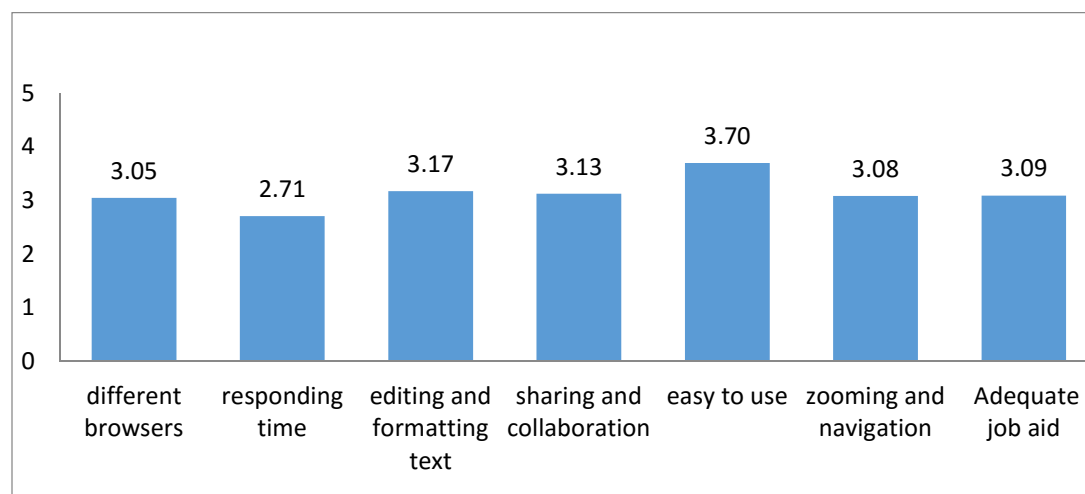 5
4
3
2
1
0
3.05
2.71
3.17
3.13
3.70
3.08
3.09
different
browsers
responding
time
editing and
formatting
text
sharing and
collaboration
easy to use
zooming and
navigation
Adequate
job aid